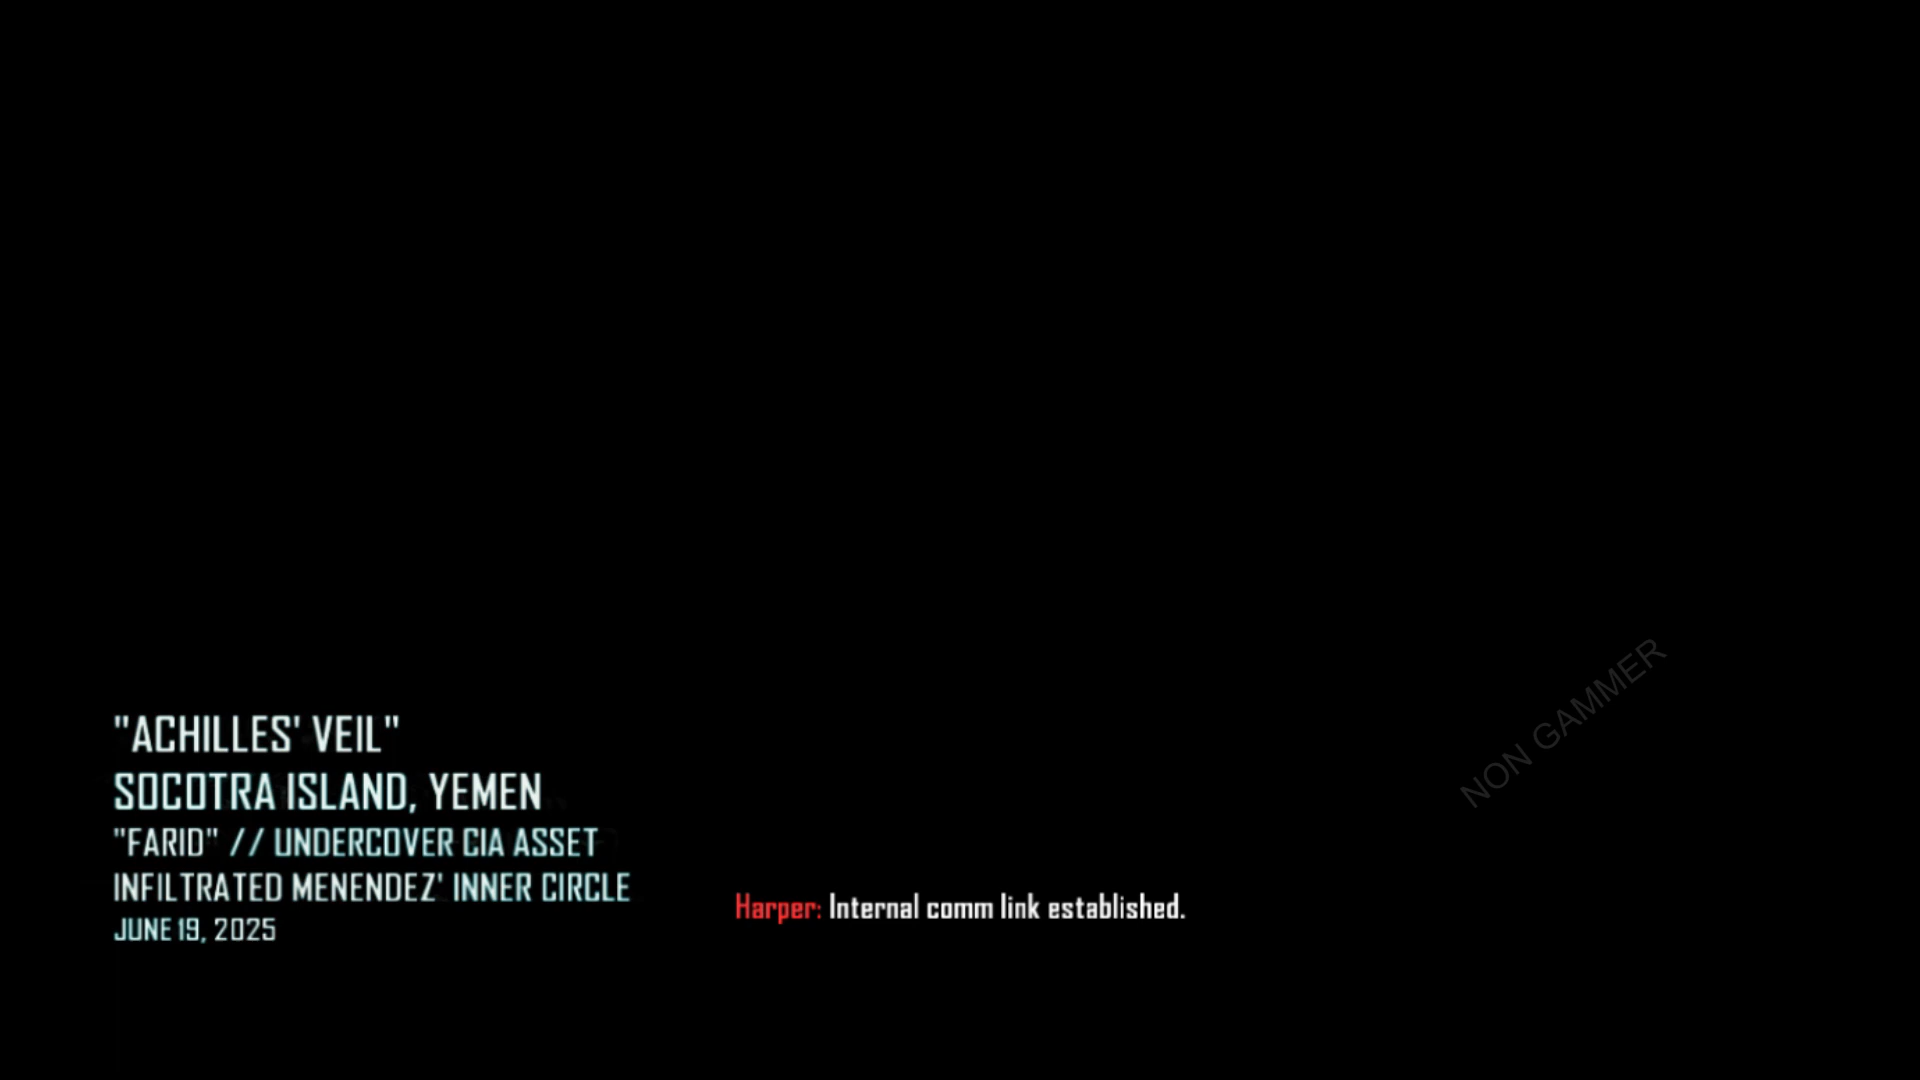 "ACHILLES' VEIL"
SOCOTRA ISLAND, YEMEN
"FARID" // UNDERCOVER CIA ASSET
INFILTRATED MENENDEZ' INNER CIRCLE
JUNE 19, 2025
Harper: Internal comm link established.
NON GAMMER